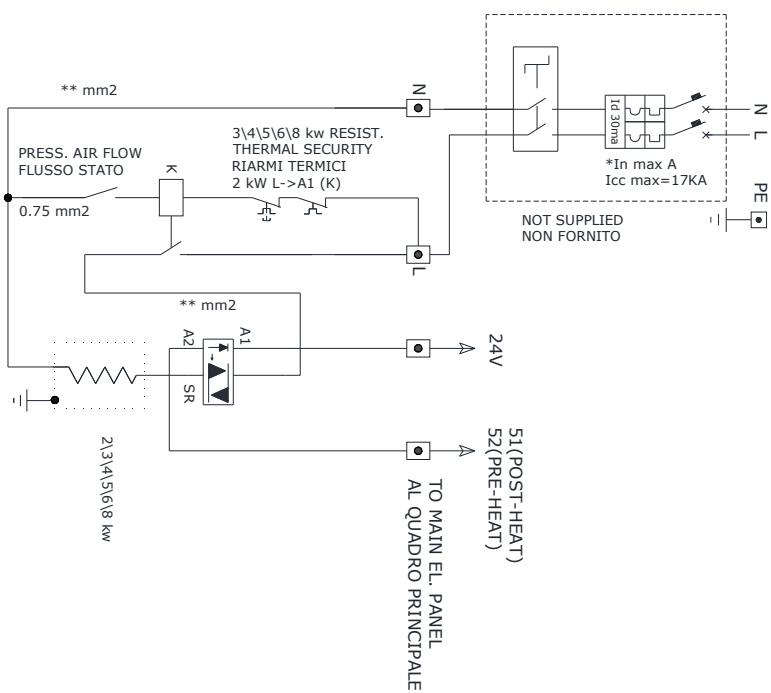 ** mm2
N
3\4\5\6\8 kw RESIST.
THERMAL SECURITY
RIARMI TERMICI
2 kW L->A1 (K)
PRESS. AIR FLOW
FLUSSO STATO
K
0.75 mm2
Id 30ma
*In max A
Icc max=17KA
N
L
PE
NOT SUPPLIED
NON FORNITO
L
** mm2
A2
A1
SR
24V
2\3\4\5\6\8 kw
51(POST-HEAT)
52(PRE-HEAT)
TO MAIN EL. PANEL
AL QUADRO PRINCIPALE